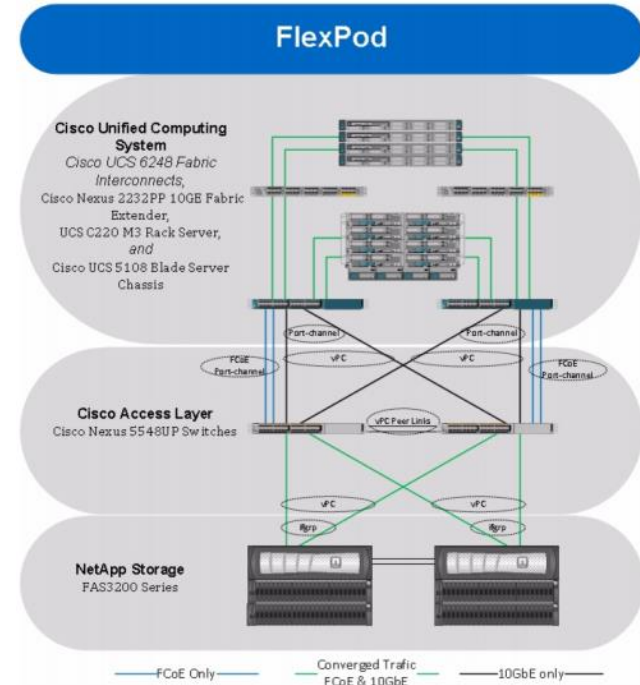 FlexPod
Cisco Unified Computing
System
Cisco UCS 6248 Fabric
Interconnects,
Cisco Nexus 2232PP 10GE Fabric
Extender,
UCS C220 M3 Rack Server,
and
Cisco UCS 5108 Blade Server
Chassis
Port-channel
Port-channel
FCoE
Port-channel
vPC
vPC
FCoE
Port-channel
Cisco Access Layer
Cisco Nexus 5548UP Switches
vPC Peer Links
vPC
vPC
ifgrp
ifgrp
NetApp Storage
FAS3200 Series
FCoE Only
Converged Trafic
FCoE & 10GbE
10GbE only